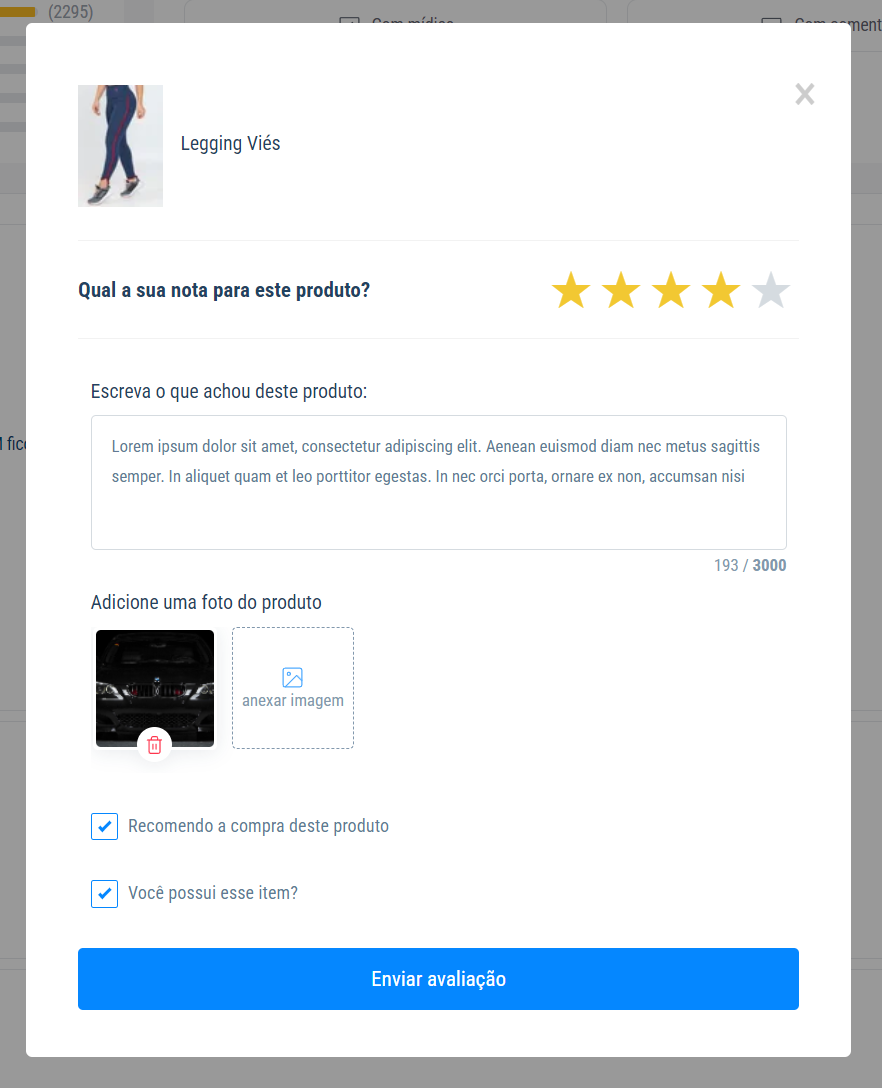 (2295)
Com mídias
Legging Viés
Qual a sua nota para este produto?
Escreva o que achou deste produto:
Lorem ipsum dolor sit amet, consectetur adipiscing elit. Aenean euismod diam nec metus sagittis
semper. In aliquet quam et leo porttitor egestas. In nec orci porta, ornare ex non, accumsan nisi
193 / 3000
Adicione uma foto do produto
anexar imagem
Recomendo a compra deste produto
Você possui esse item?
Enviar avaliação